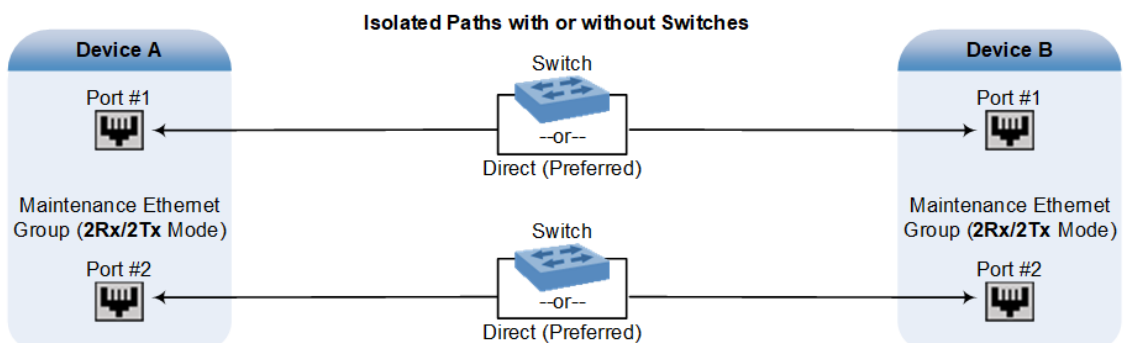 Isolated Paths with or without Switches
Device A
Device B
Switch
Port #1
Port #1
--or--
Direct (Preferred)
Maintenance Ethernet
Group (2Rx/2Tx Mode)
Maintenance Ethernet
Group (2Rx/2Tx Mode)
Switch
Port #2
Port #2
--or--
Direct (Preferred)